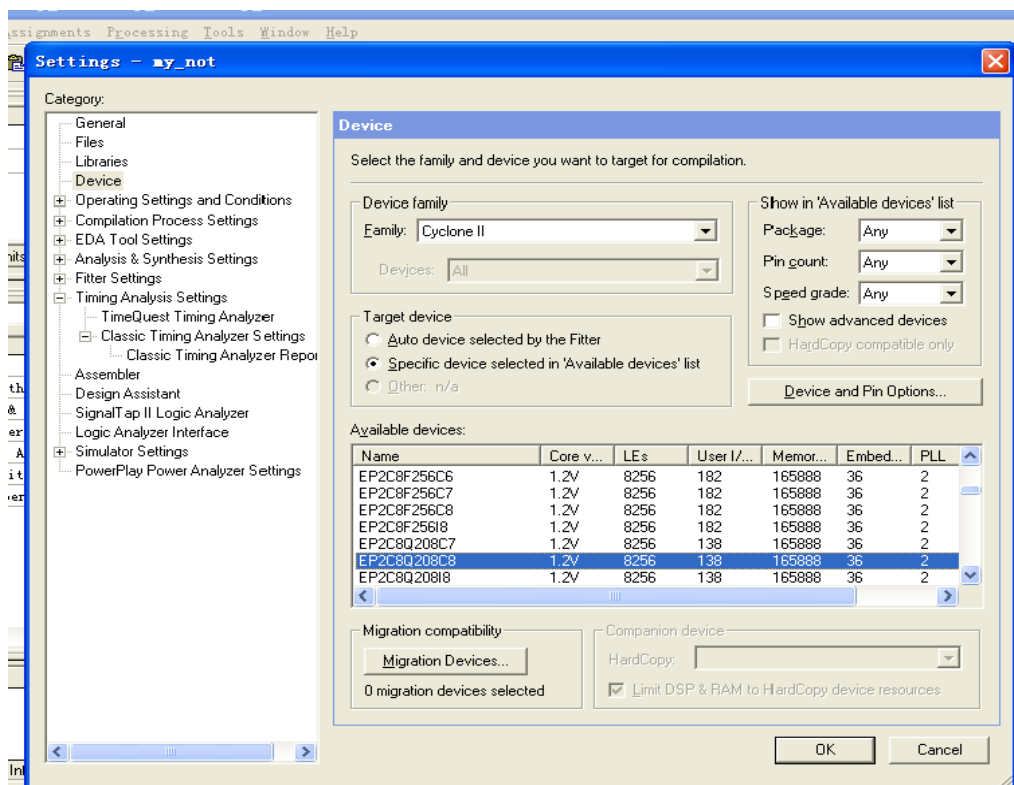 ssignments Processing Tools Window Help
Settings - my_not
Category:
General
Files
Libraries
Device
Operating Settings and Conditions
Compilation Process Settings
EDA Tool Settings
Analysis & Synthesis Settings
Fitter Settings
Timing Analysis Settings
TimeQuest Timing Analyzer
Classic Timing Analyzer Settings
Classic Timing Analyzer Repor
Assembler
Design Assistant
SignalTap II Logic Analyzer
Logic Analyzer Interface
Simulator Settings
PowerPlay Power Analyzer Settings
Device
Select the family and device you want to target for compilation.
Device family
Family: Cyclone II
Devices: All
Show in 'Available devices' list
Package: Any
Pin count: Any
Speed grade: Any
Show advanced devices
HardCopy compatible only
Target device
Auto device selected by the Fitter
Specific device selected in 'Available devices' list
Other: n/a
Device and Pin Options...
Available devices:
Name Core v... LEs User I/... Memor... Embed... PLL
EP2C8F256C6 1.2V 8256 182 165888 36 2
EP2C8F256C7 1.2V 8256 182 165888 36 2
EP2C8F256C8 1.2V 8256 182 165888 36 2
EP2C8F256I8 1.2V 8256 182 165888 36 2
EP2C8Q208C7 1.2V 8256 138 165888 36 2
EP2C8Q208C8 1.2V 8256 138 165888 36 2
EP2C8Q208I8 1.2V 8256 138 165888 36 2
Migration compatibility
Migration Devices...
0 migration devices selected
Companion device
HardCopy:
Limit DSP & RAM to HardCopy device resources
OK Cancel